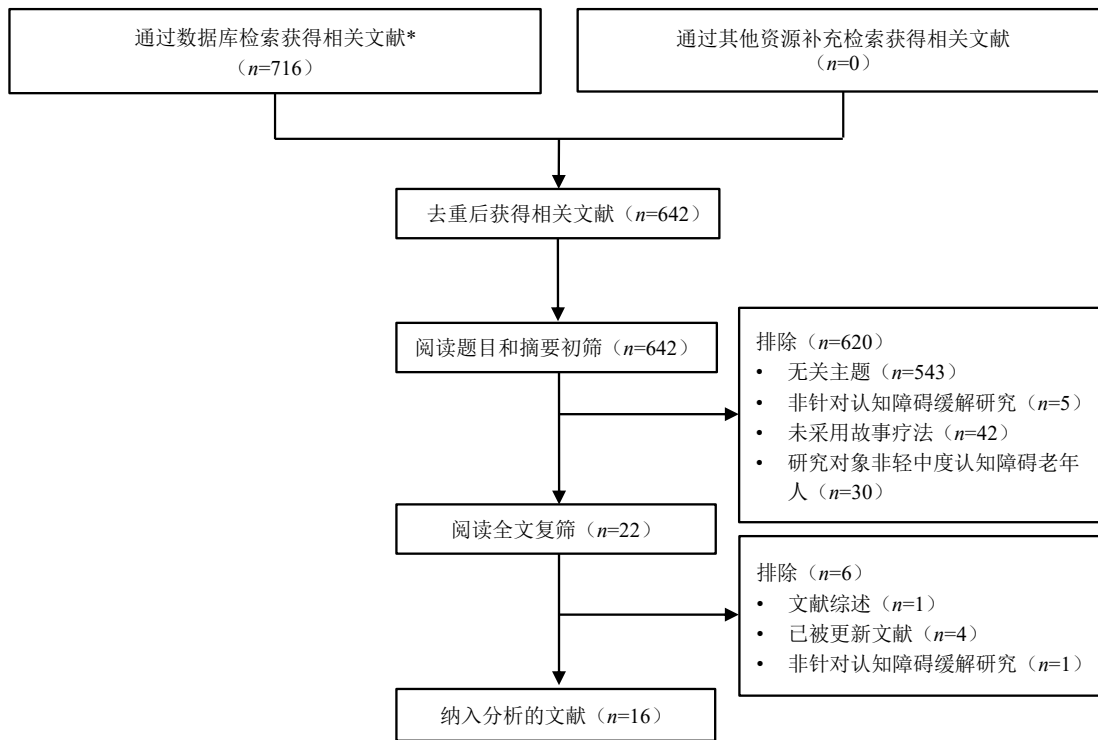 通过数据库检索获得相关文献*
（n=716）
通过其他资源补充检索获得相关文献
（n=0）
去重后获得相关文献（n=642）
阅读题目和摘要初筛（n=642）
排除（n=620）
• 无关主题（n=543）
• 非针对认知障碍缓解研究（n=5）
• 未采用故事疗法（n=42）
• 研究对象非轻中度认知障碍老年
人（n=30）
阅读全文复筛（n=22）
排除（n=6）
• 文献综述（n=1）
• 已被更新文献（n=4）
• 非针对认知障碍缓解研究（n=1）
纳入分析的文献（n=16）